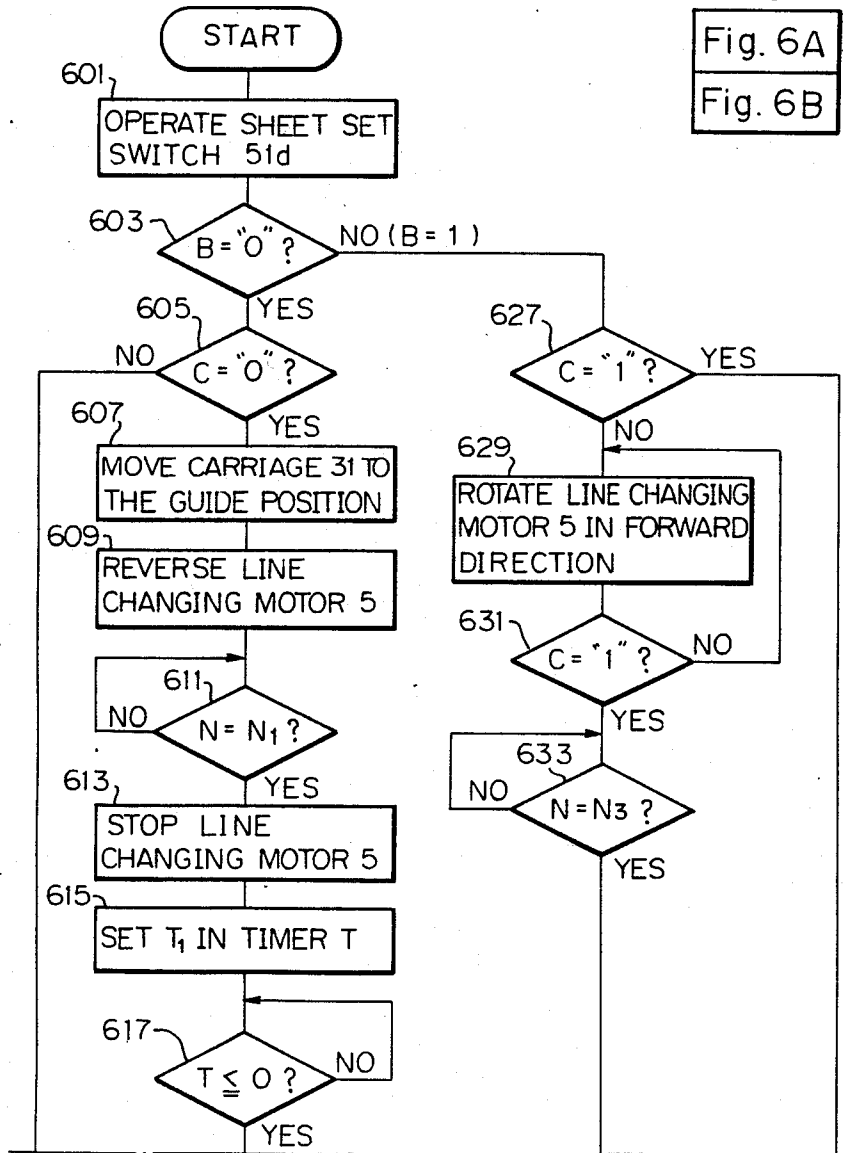 START
Fig. 6A
Fig. 6B
601
OPERATE SHEET SET
SWITCH 51d
603
B = "0" ?
NO (B = 1)
YES
605
NO
C = "0" ?
YES
607
MOVE CARRIAGE 31 TO
THE GUIDE POSITION
609
REVERSE LINE
CHANGING MOTOR 5
611
NO
N = N1 ?
YES
613
STOP LINE
CHANGING MOTOR 5
615
SET T1 IN TIMER T
617
T ≦ 0 ?
NO
YES
627
C = "1" ?
YES
NO
629
ROTATE LINE CHANGING
MOTOR 5 IN FORWARD
DIRECTION
631
C = "1" ?
NO
YES
633
NO
N = N3 ?
YES